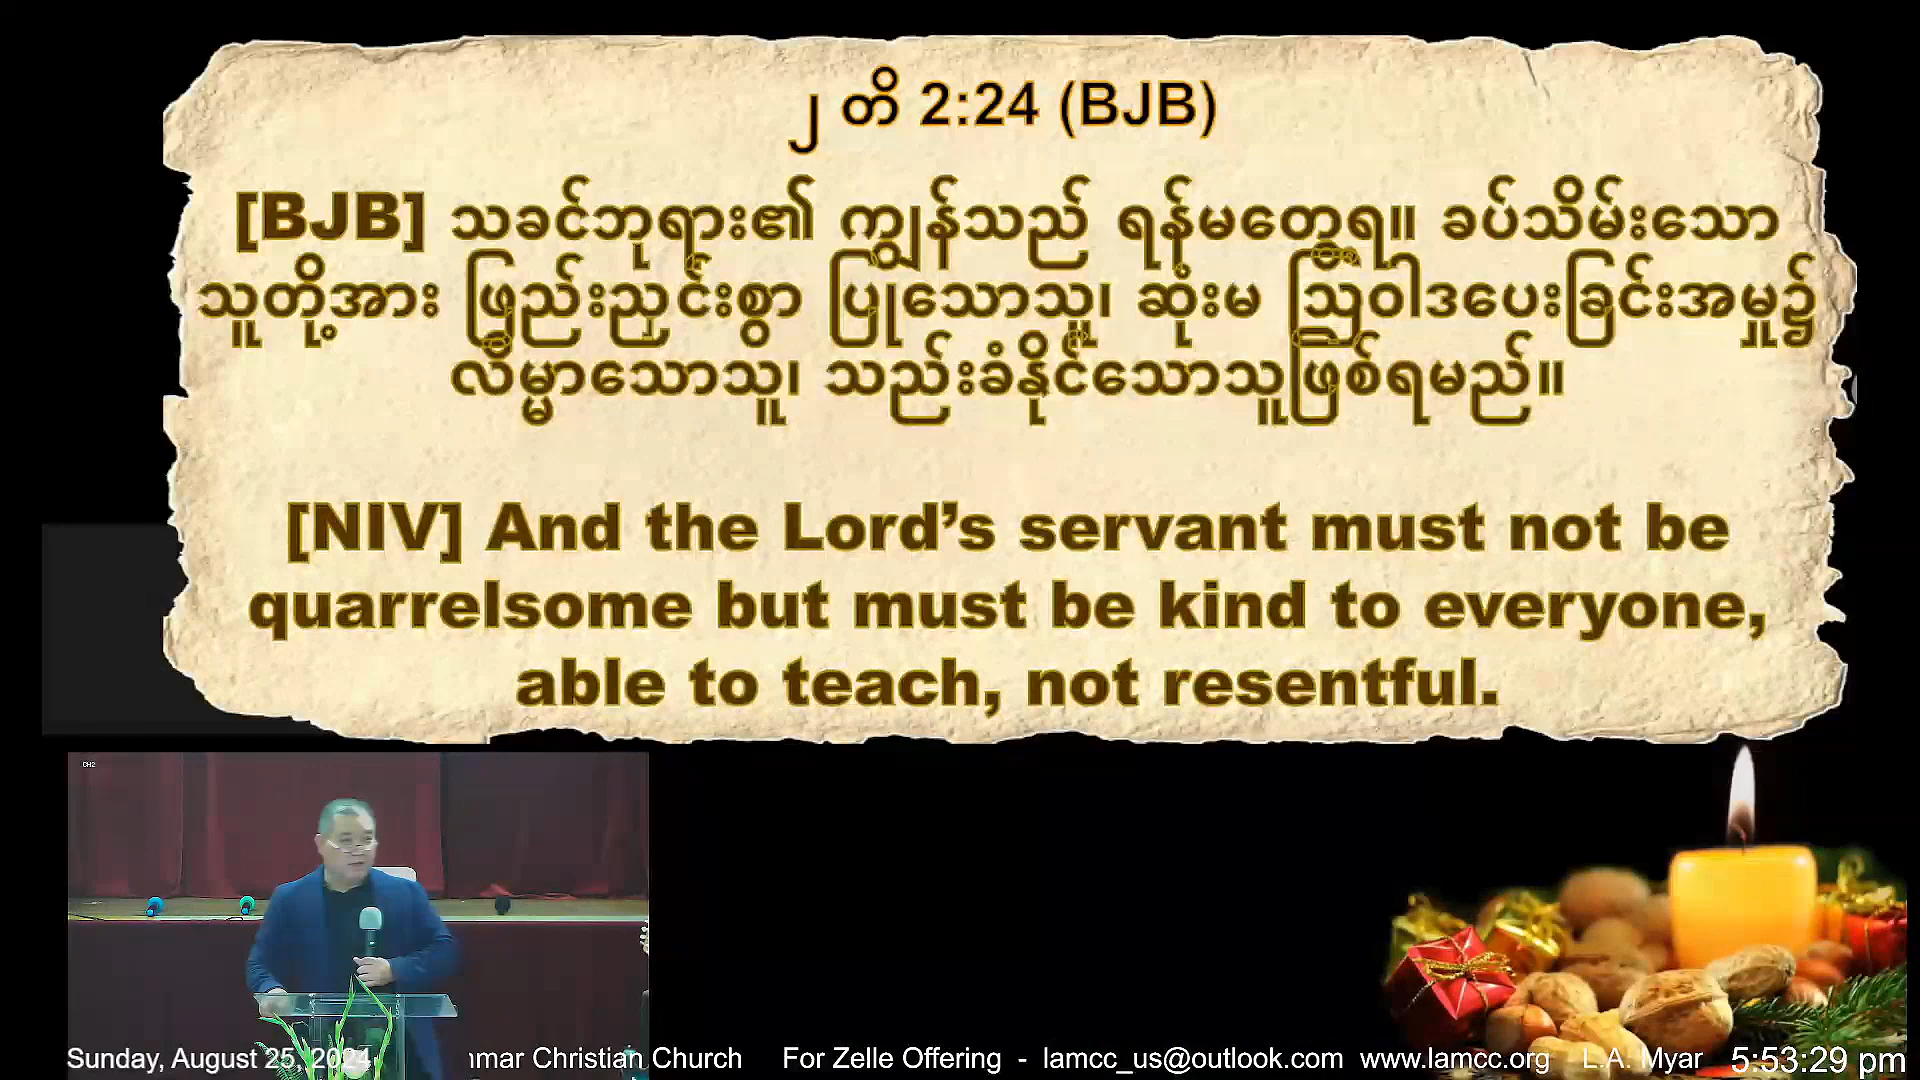 ၂ တိ 2:24 (BJB)
[BJB] သခင်ဘုရား၏ ကျွန်သည် ရန်မတွေ့ရ။ ခပ်သိမ်းသော
သူတို့အား ဖြည်းညှင်းစွာ ပြုသောသူ၊ ဆုံးမ ဩဝါဒပေးခြင်းအမှု၌
လိမ္မာသောသူ၊ သည်းခံနိုင်သောသူဖြစ်ရမည်။
[NIV] And the Lord’s servant must not be
quarrelsome but must be kind to everyone,
able to teach, not resentful.
CH2
Sunday, August 25, 2024 mar Christian Church For Zelle Offering - lamcc_us@outlook.com www.lamcc.org L.A. Myar 5:53:29 pm